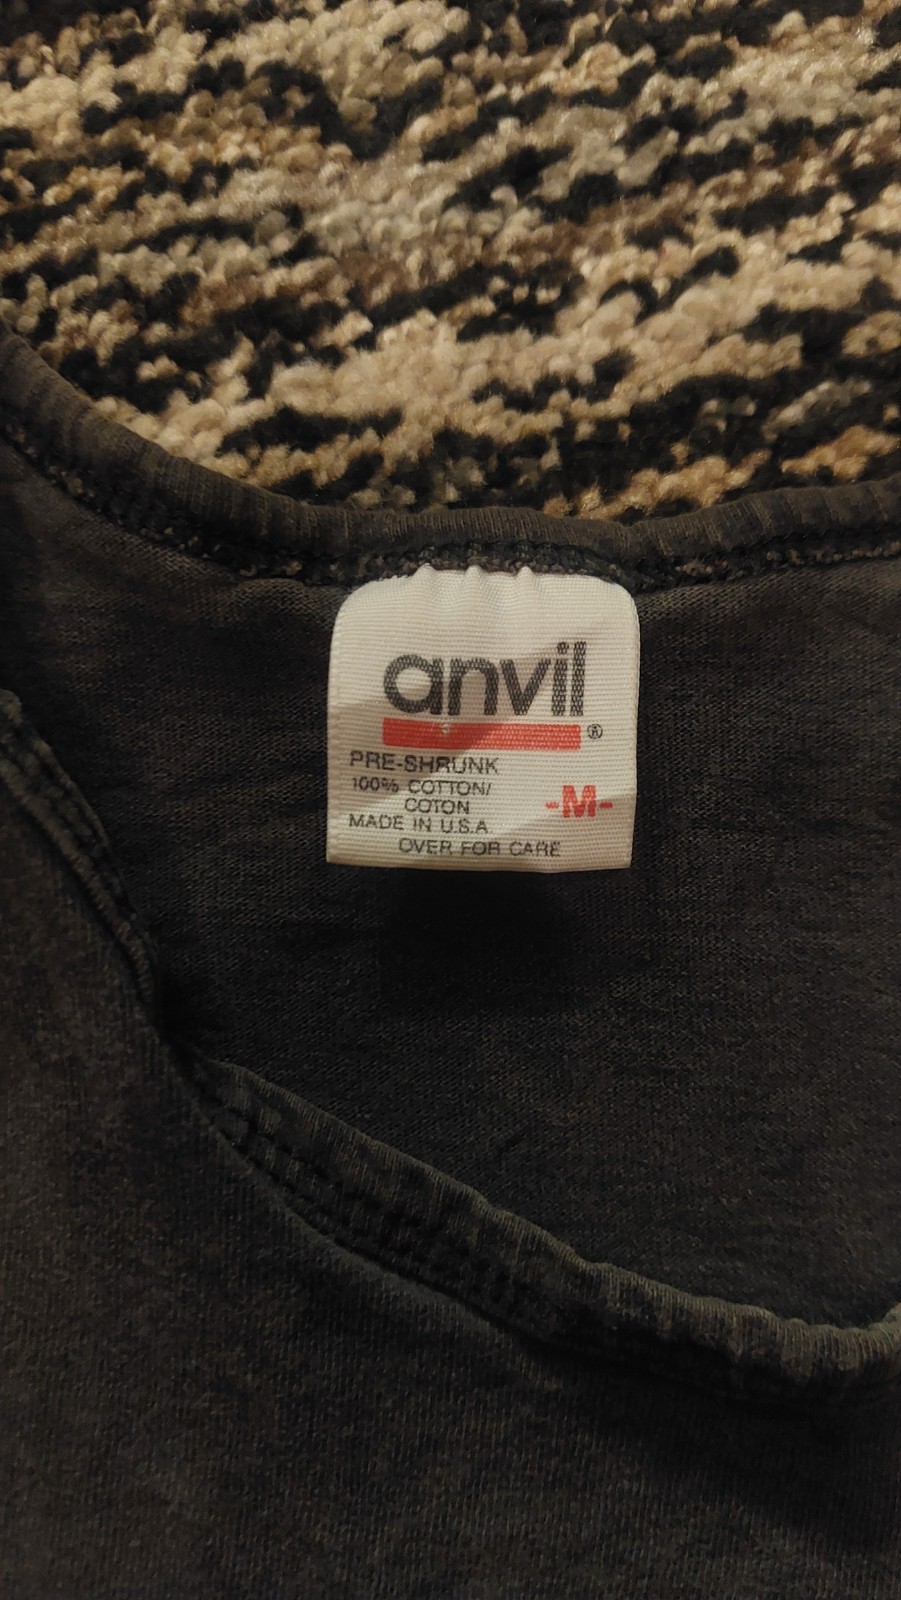 anvil
®
PRE-SHRUNK
100% COTTON/
COTON
-M-
MADE IN U.S.A.
OVER FOR CARE